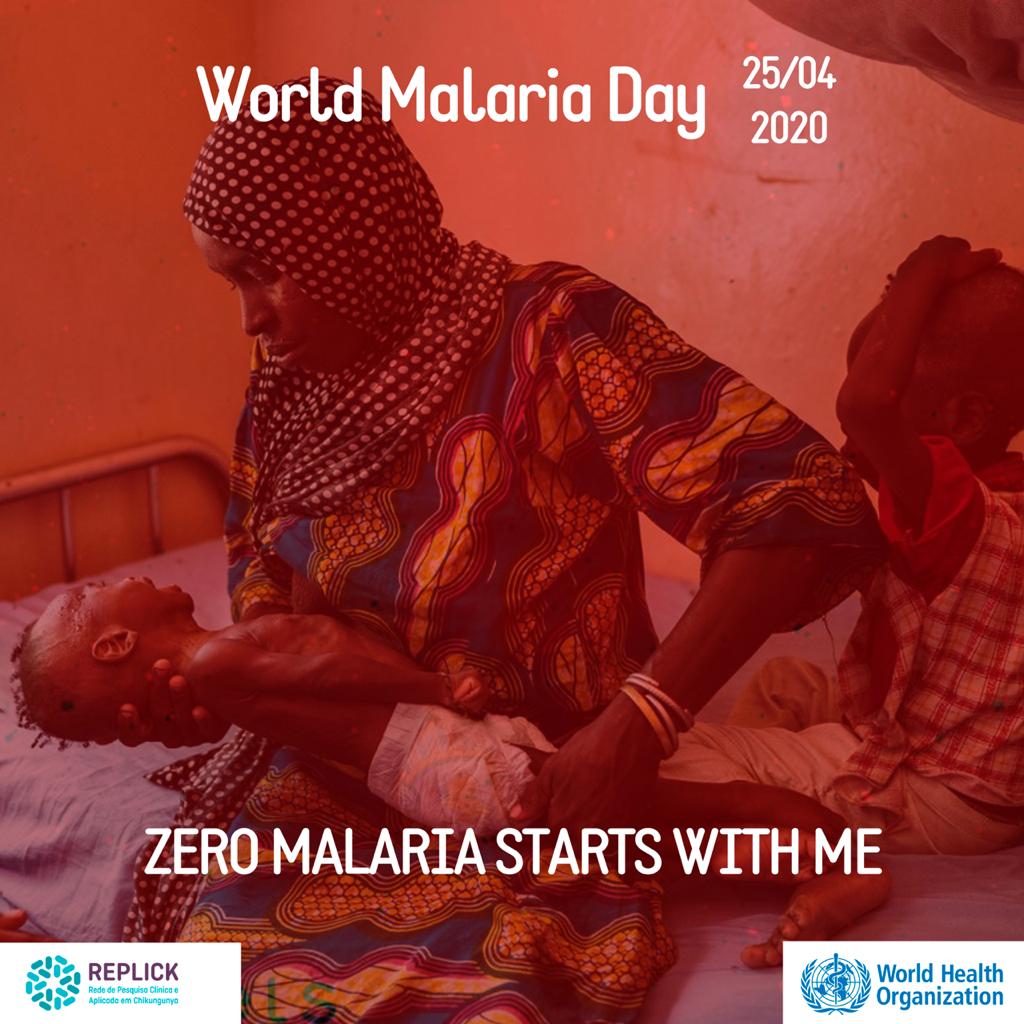 World Malaria Day
25/04
2020
ZERO MALARIA STARTS WITH ME
REPLICK
Rede de Pesquisa Clínica e
Aplicada em Chikungunya
World Health
Organization